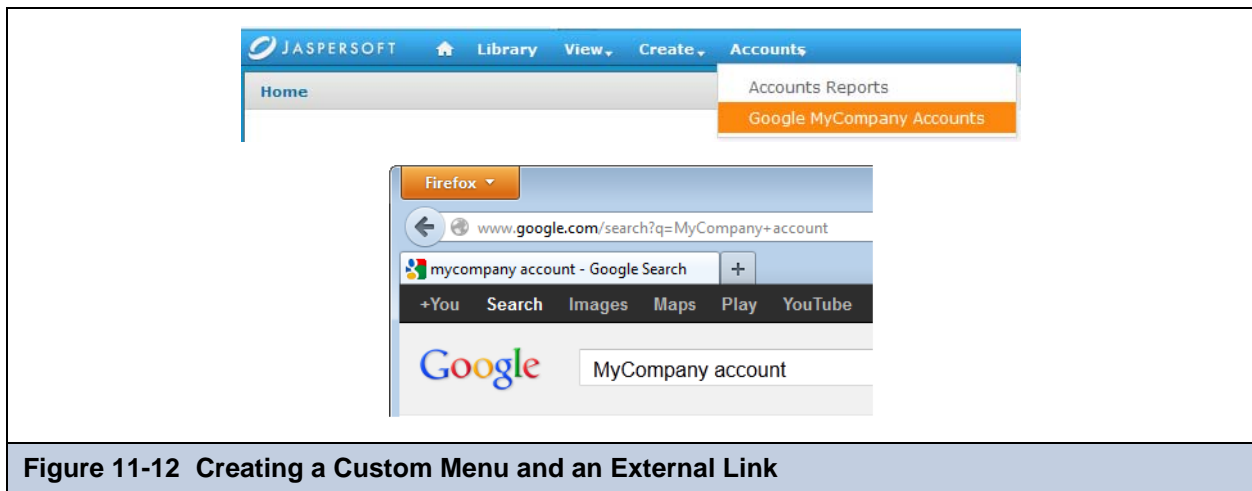 JASPERSOFT Library View Create Accounts
Home
Accounts Reports
Google MyCompany Accounts
Firefox
www.google.com/search?q=MyCompany+account
mycompany account - Google Search
+You Search Images Maps Play YouTube
Google MyCompany account
Figure 11-12 Creating a Custom Menu and an External Link